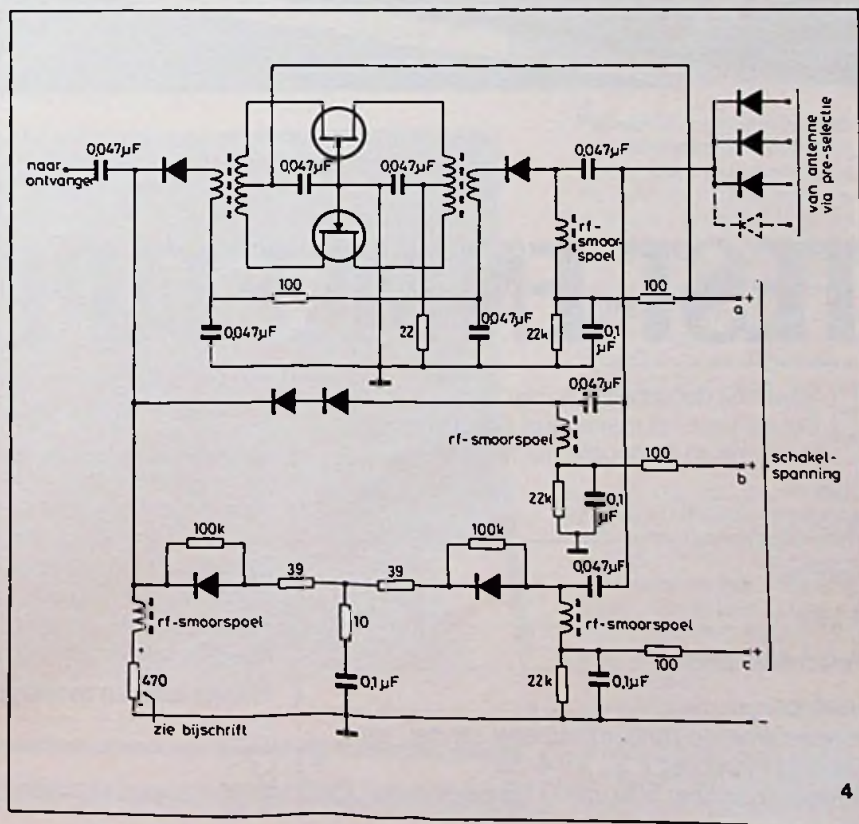 naar
ontvanger
0,047µF
0,047µF
0,047µF
0,047µF
van antenne
via pre-selectie
rf-
smoor-
spoel
100
100
a
+
0,047µF
22
0,047µF
22k
0,1
µF
0,047µF
rf-smoorspoel
100
b
+
schakel-
spanning
22k
0,1
µF
100k
100k
0,047µF
39
39
rf-smoorspoel
10
rf-smoorspoel
100
c
+
470
+
-
0,1µF
22k
0,1µF
-
zie bijschrift
4